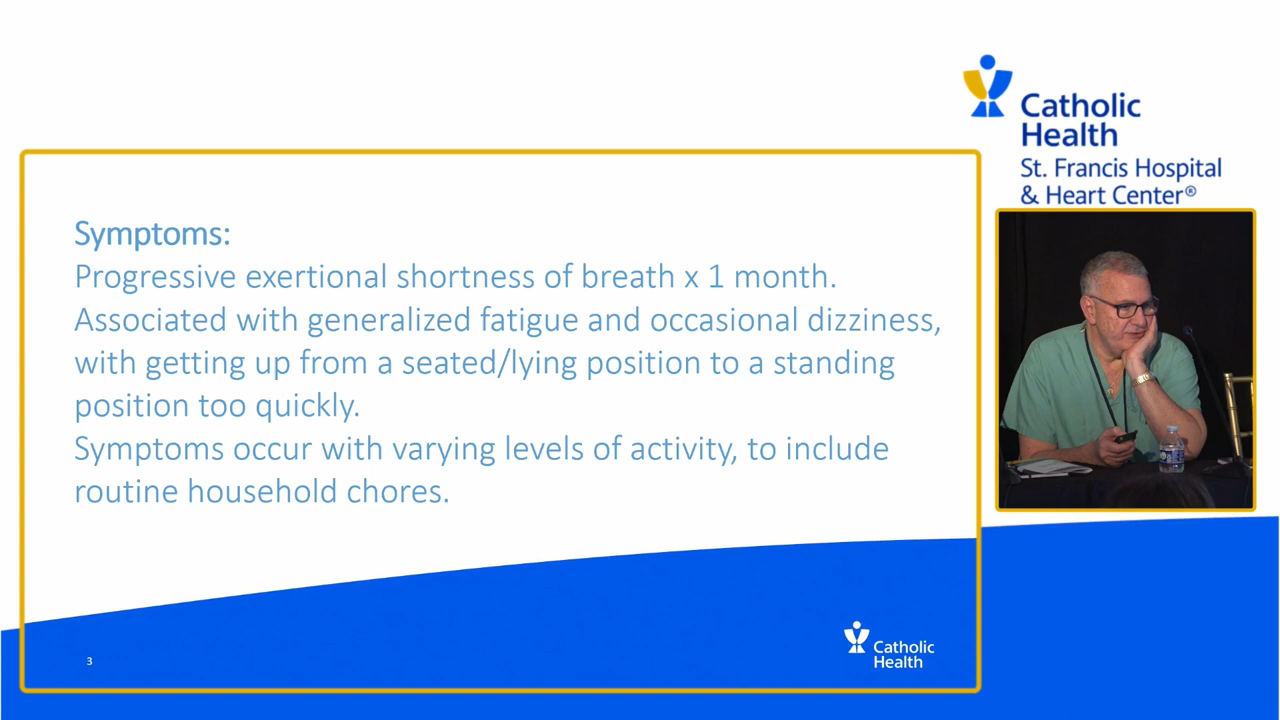 Catholic
Health
St. Francis Hospital
& Heart Center®
Symptoms:
Progressive exertional shortness of breath x 1 month.
Associated with generalized fatigue and occasional dizziness,
with getting up from a seated/lying position to a standing
position too quickly.
Symptoms occur with varying levels of activity, to include
routine household chores.
3
Catholic
Health